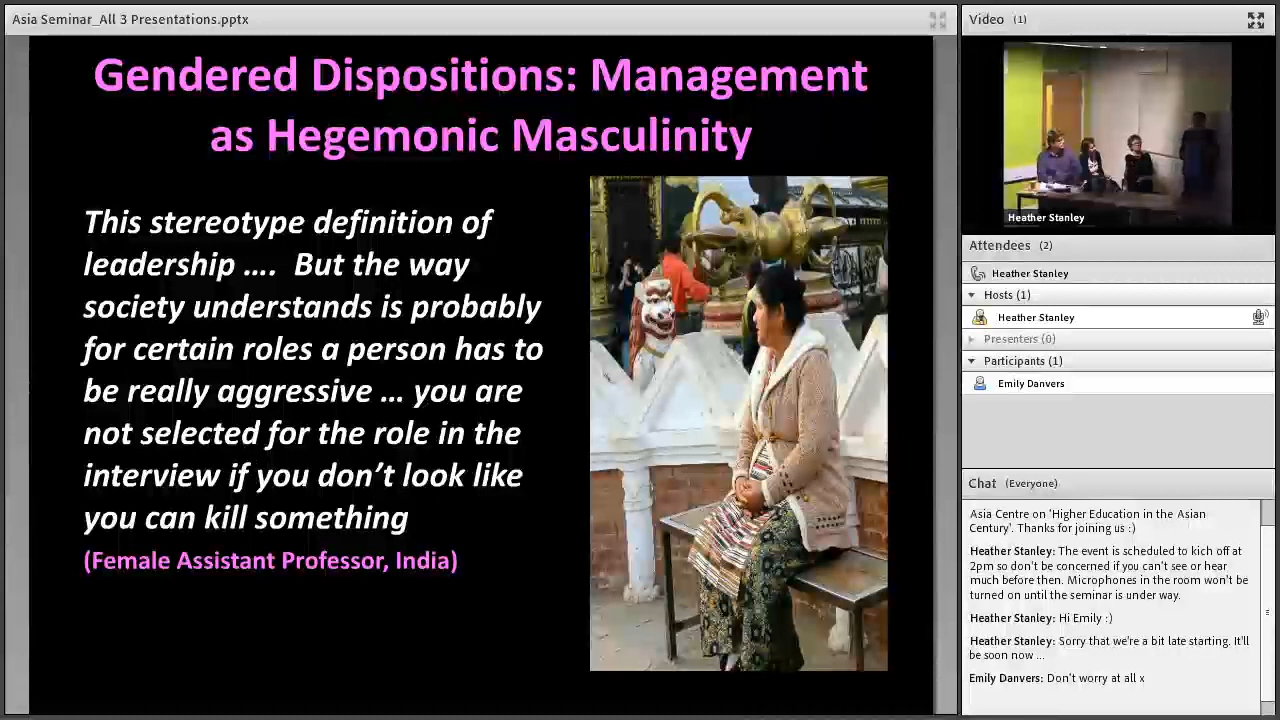 Asia Seminar_All 3 Presentations.pptx
Gendered Dispositions: Management
as Hegemonic Masculinity
This stereotype definition of
leadership .... But the way
society understands is probably
for certain roles a person has to
be really aggressive ... you are
not selected for the role in the
interview if you don't look like
you can kill something
(Female Assistant Professor, India)
Video (1)
Heather Stanley
Attendees (2)
Heather Stanley
Hosts (1)
Heather Stanley
Presenters (0)
Participants (1)
Emily Danvers
Chat (Everyone)
Asia Centre on 'Higher Education in the Asian
Century'. Thanks for joining us :)
Heather Stanley: The event is scheduled to kick off at
2pm so don't be concerned if you can't see or hear
much before then. Microphones in the room won't be
turned on until the seminar is under way.
Heather Stanley: Hi Emily :)
Heather Stanley: Sorry that we're a bit late starting. It'll
be soon now ...
Emily Danvers: Don't worry at all x